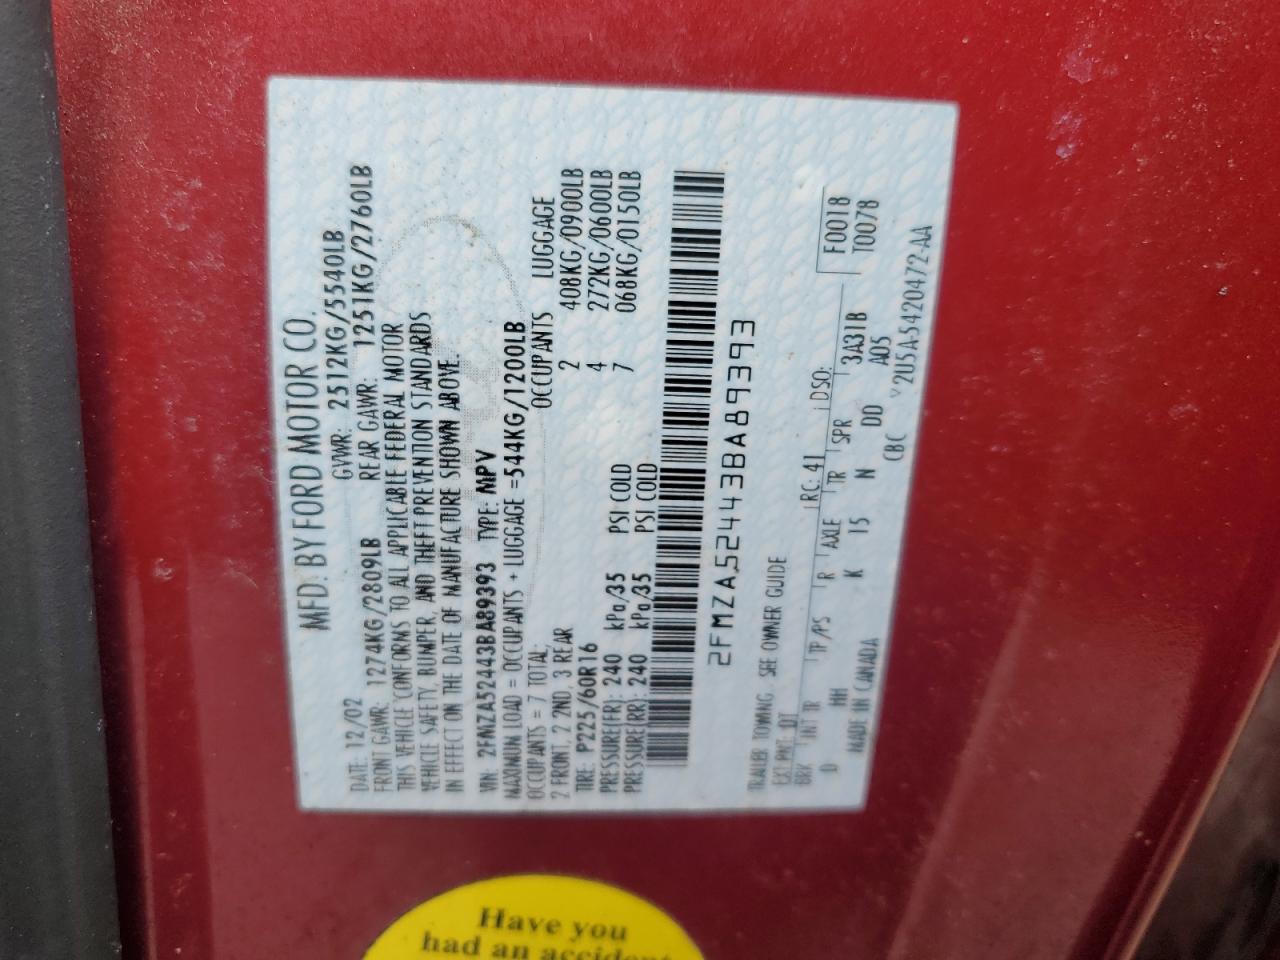 MFD. BY FORD MOTOR CO.
DATE: 12/02 GVWR: 2512KG/5540LB
FRONT GAWR: 1274KG/2809LB REAR GAWR: 1251KG/2760LB
THIS VEHICLE CONFORMS TO ALL APPLICABLE FEDERAL MOTOR
VEHICLE SAFETY, BUMPER, AND THEFT PREVENTION STANDARDS
IN EFFECT ON THE DATE OF MANUFACTURE SHOWN ABOVE.
VIN: 2FMZA52443BA89393 TYPE: MPV
MAXIMUM LOAD = OCCUPANTS + LUGGAGE =544KG/1200LB
OCCUPANTS = 7 TOTAL; OCCUPANTS LUGGAGE
2 FRONT, 2 2ND, 3 REAR 2 408KG/0900LB
TIRE: P225/60R16 4 272KG/0600LB
PRESSURE(FR): 240 kPa/35 PSI COLD 7 068KG/0150LB
PRESSURE(RR): 240 kPa/35 PSI COLD
2FMZA52443BA89393
TRAILER TOWING, SEE OWNER GUIDE
EXT PNT: DT RC: 41 DSO: F0018
BRK INT TR TP/PS R AXLE TR SPR 3A31B T0078
D HH K 15 N DD A05
MADE IN CANADA CBC
2U5A-5420472-AA
Have you
had an accident